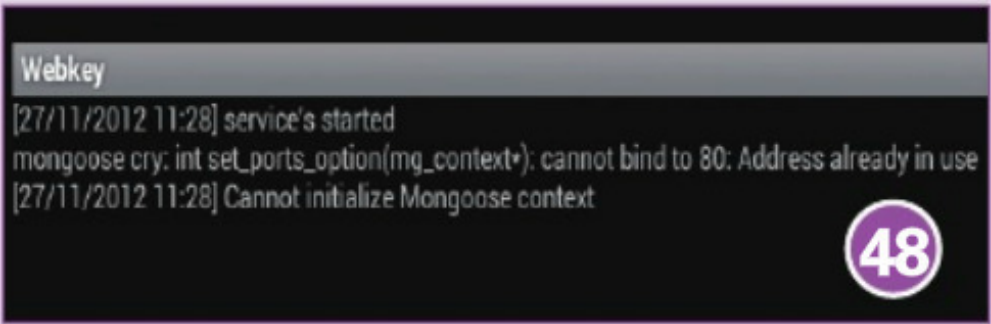 Webkey
[27/11/2012 11:28] service's started
mongoose cry: int set_ports_option(mg_context*): cannot bind to 80: Address already in use
[27/11/2012 11:28] Cannot initialize Mongoose context
48